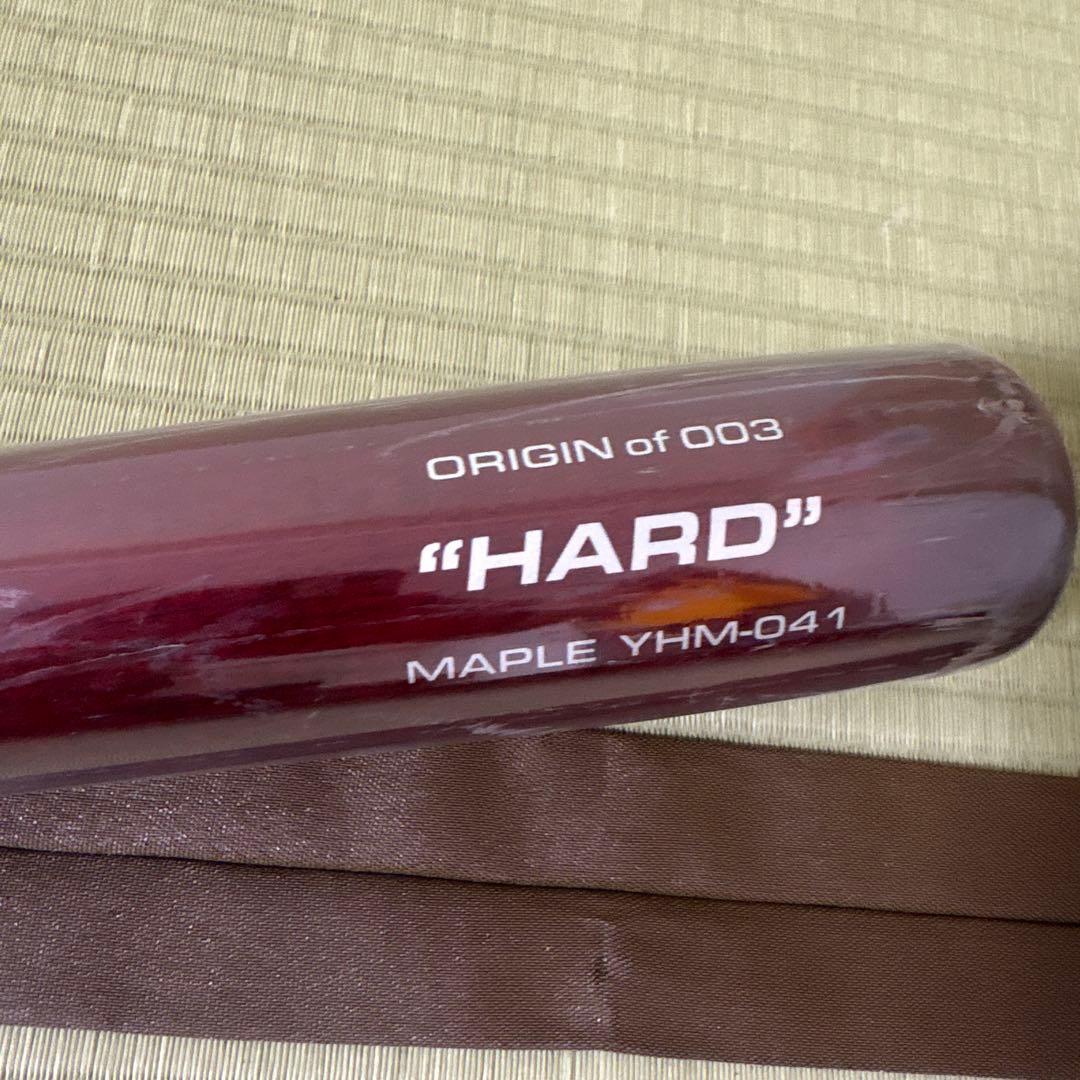 ORIGIN of 003
“HARD”
MAPLE YHM-041